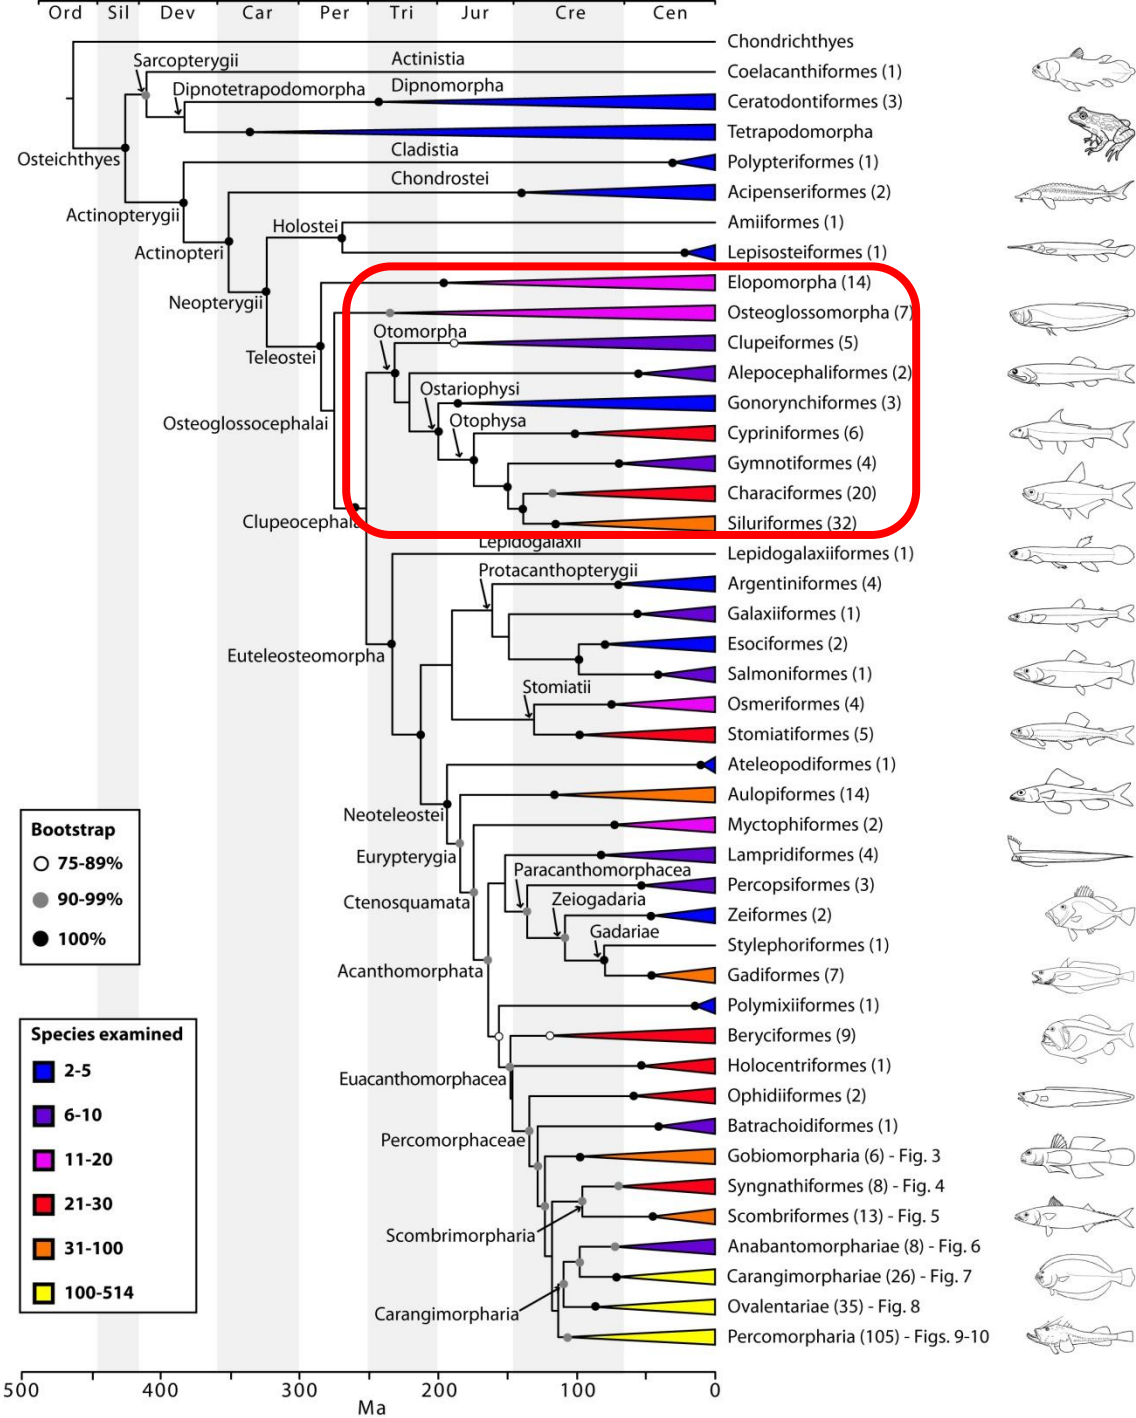 Ord Sil Dev Car Per Tri Jur Cre Cen
Chondrichthyes
Sarcopterygii
Actinistia
Coelacanthiformes (1)
Dipnotetrapodomorpha
Dipnomorpha
Ceratodontiformes (3)
Tetrapodomorpha
Osteichthyes
Cladistia
Polypteriformes (1)
Chondrostei
Acipenseriformes (2)
Actinopterygii
Holostei
Amiiformes (1)
Actinopteri
Lepisosteiformes (1)
Elopomorpha (14)
Neopterygii
Osteoglossomorpha (7)
Otomorpha
Clupeiformes (5)
Teleostei
Alepocephaliformes (2)
Ostariophysi
Gonorynchiformes (3)
Otophysa
Osteoglossocephalai
Cypriniformes (6)
Gymnotiformes (4)
Characiformes (20)
Clupeocephala
Siluriformes (32)
Lepidogalaxii
Lepidogalaxiiformes (1)
Protacanthopterygii
Argentiniformes (4)
Galaxiiformes (1)
Euteleosteomorpha
Esociformes (2)
Salmoniformes (1)
Stomiatii
Osmeriformes (4)
Stomiatiformes (5)
Ateleopodiformes (1)
Aulopiformes (14)
Neoteleostei
Myctophiformes (2)
Eurypterygia
Lampridiformes (4)
Paracanthomorphacea
Percopsiformes (3)
Ctenosquamata
Zeiogadaria
Zeiformes (2)
Gadariae
Stylephoriformes (1)
Acanthomorphata
Gadiformes (7)
Polymixiiformes (1)
Beryciformes (9)
Holocentriformes (1)
Euacanthomorphacea
Ophidiiformes (2)
Batrachoidiformes (1)
Percomorphaceae
Gobiomorpharia (6) - Fig. 3
Syngnathiformes (8) - Fig. 4
Scombriformes (13) - Fig. 5
Scombrimorpharia
Anabantomorphariae (8) - Fig. 6
Carangimorphariae (26) - Fig. 7
Ovalentariae (35) - Fig. 8
Carangimorpharia
Percomorpharia (105) - Figs. 9-10
Bootstrap
75-89%
90-99%
100%
Species examined
2-5
6-10
11-20
21-30
31-100
100-514
500 400 300 200 100 0
Ma